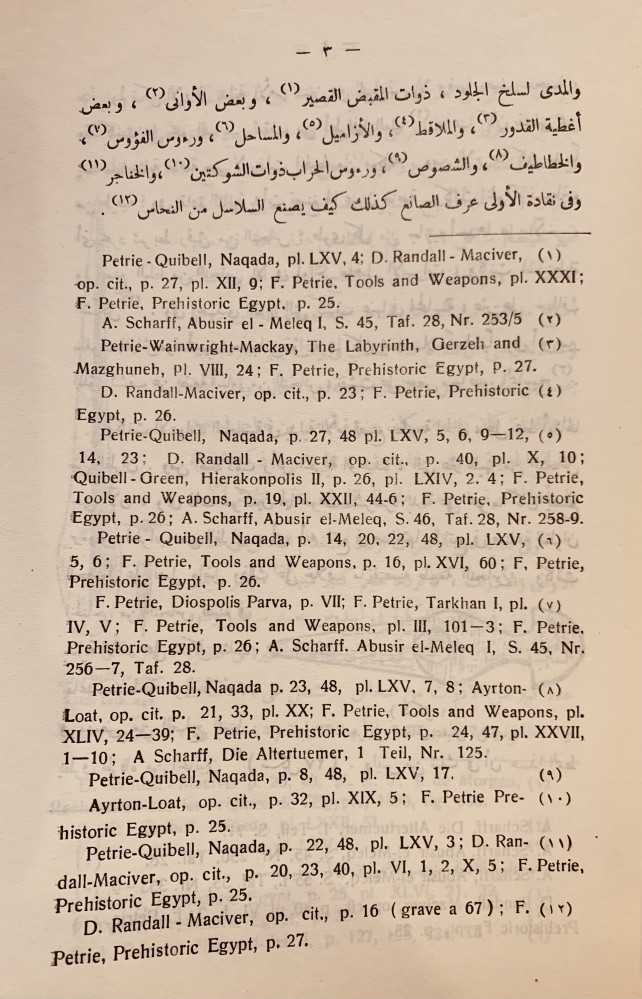 — ٣ —
والمدى لسلخ الجلود ، ذوات المقبض القصير (١) ، وبعض الأوانى (٢) ، وبعض
أغطية القدور (٣) ، والملاقط (٤) ، والأزاميل (٥) ، والمساحل (٦) ، ورءوس الفؤوس (٧) ،
والخطاطيف (٨) ، والشصوص (٩) ، ورءوس الحراب ذوات الشوكتين (١٠) ، والخناجر (١١)
وفى نقادة الأولى عرف الصانع كذلك كيف يصنع السلاسل من النحاس (١٢) .
Petrie - Quibell, Naqada, pl. LXV, 4; D. Randall - Maciver, (١)
op. cit., p. 27, pl. XII, 9; F. Petrie, Tools and Weapons, pl. XXXI;
F. Petrie, Prehistoric Egypt, p. 25.
A. Scharff, Abusir el - Meleq I, S. 45, Taf. 28, Nr. 253/5 (٢)
Petrie-Wainwright-Mackay, The Labyrinth, Gerzeh and (٣)
Mazghuneh, pl. VIII, 24; F. Petrie, Prehistoric Egypt, p. 27.
D. Randall-Maciver, op. cit., p. 23; F. Petrie, Prehistoric (٤)
Egypt, p. 26.
Petrie-Quibell, Naqada, p. 27, 48 pl. LXV, 5, 6, 9—12, (٥)
14, 23; D. Randall - Maciver, op. cit., p. 40, pl. X, 10;
Quibell - Green, Hierakonpolis II, p. 26, pl. LXIV, 2. 4; F. Petrie,
Tools and Weapons, p. 19, pl. XXII, 44-6; F. Petrie, Prehistoric
Egypt, p. 26; A. Scharff, Abusir el-Meleq, S. 46, Taf. 28, Nr. 258-9.
Petrie - Quibell, Naqada, p. 14, 20, 22, 48, pl. LXV, (٦)
5, 6; F. Petrie, Tools and Weapons, p. 16, pl. XVI, 60; F. Petrie,
Prehistoric Egypt, p. 26.
F. Petrie, Diospolis Parva, p. VII; F. Petrie, Tarkhan I, pl. (٧)
IV, V; F. Petrie, Tools and Weapons, pl. III, 101—3; F. Petrie.
Prehistoric Egypt, p. 26; A. Scharff. Abusir el-Meleq I, S. 45, Nr.
256—7, Taf. 28.
Petrie-Quibell, Naqada p. 23, 48, pl. LXV, 7, 8; Ayrton- (٨)
Loat, op. cit. p. 21, 33, pl. XX; F. Petrie, Tools and Weapons, pl.
XLIV, 24—39; F. Petrie, Prehistoric Egypt, p. 24, 47, pl. XXVII,
1—10; A Scharff, Die Altertuemer, 1 Teil, Nr. 125.
Petrie-Quibell, Naqada, p. 8, 48, pl. LXV, 17. (٩)
Ayrton-Loat, op. cit., p. 32, pl. XIX, 5; F. Petrie Pre- (١٠)
historic Egypt, p. 25.
Petrie-Quibell, Naqada, p. 22, 48, pl. LXV, 3; D. Ran- (١١)
dall-Maciver, op. cit., p. 20, 23, 40, pl. VI, 1, 2, X, 5; F. Petrie,
Prehistoric Egypt, p. 25.
D. Randall - Maciver, op. cit., p. 16 (grave a 67); F. (١٢)
Petrie, Prehistoric Egypt, p. 27.